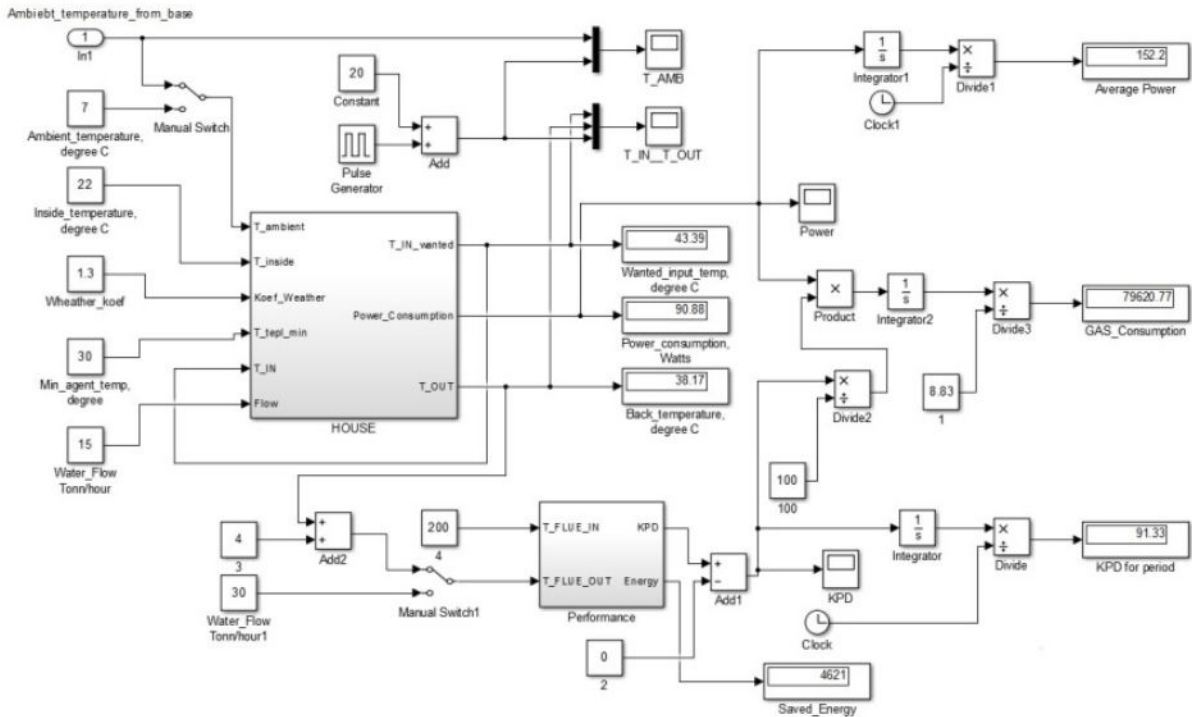 Ambiebt_temperature_from_base
1
In1
7
Ambient_temperature,
degree C
Manual Switch
22
Inside_temperature,
degree C
1.3
Wheather_koef
30
Min_agent_temp,
degree
15
Water_Flow
Tonn/hour
20
Constant
Pulse
Generator
+
+
Add
T_AMB
T_IN__T_OUT
T_ambient
T_inside
Koef_Weather
T_tepl_min
T_IN
Flow
T_IN_wanted
Power_Consumption
T_OUT
HOUSE
43.39
Wanted_input_temp,
degree C
90.88
Power_consumption,
Watts
38.17
Back_temperature,
degree C
1
s
Integrator1
×
÷
Divide1
Clock1
152.2
Average Power
Power
×
Product
1
s
Integrator2
×
÷
Divide3
79620.77
GAS_Consumption
8.83
1
×
÷
Divide2
100
100
4
3
+
+
Add2
30
Water_Flow
Tonn/hour1
Manual Switch1
200
4
T_FLUE_IN
T_FLUE_OUT
KPD
Energy
Performance
0
2
+
−
Add1
KPD
1
s
Integrator
×
÷
Divide
Clock
91.33
KPD for period
4621
Saved_Energy